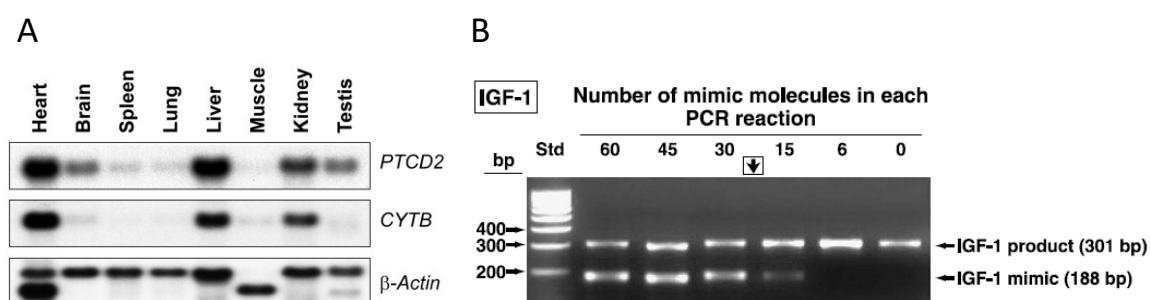 A
Heart Brain Spleen Lung Liver Muscle Kidney Testis
PTCD2
CYTB
β-Actin
B
IGF-1
Number of mimic molecules in each
PCR reaction
bp Std 60 45 30 15 6 0
400
300
200
IGF-1 product (301 bp)
IGF-1 mimic (188 bp)